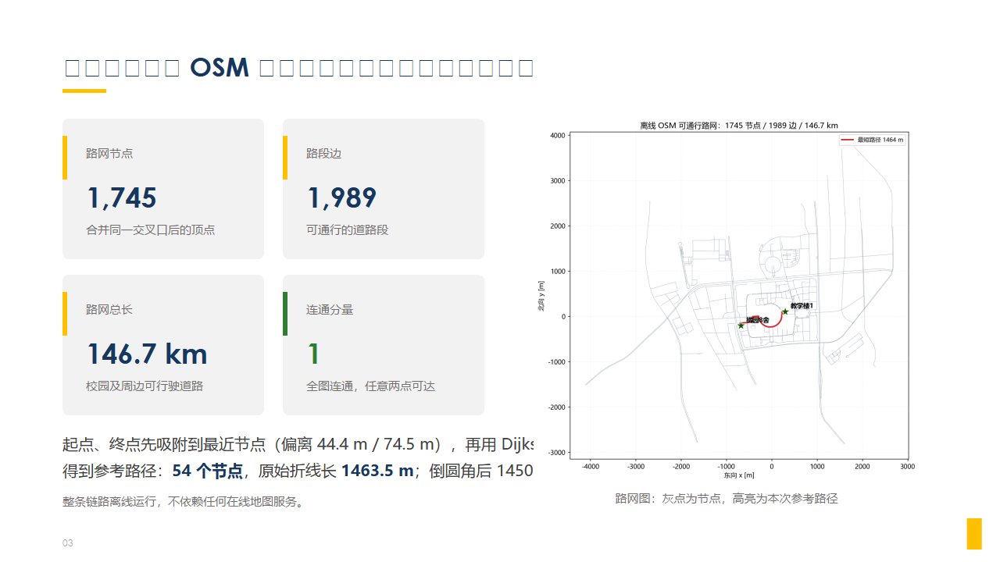 OSM
路网节点
1,745
合并同一交叉口后的顶点
路段边
1,989
可通行的道路段
路网总长
146.7 km
校园及周边可行驶道路
连通分量
1
全图连通，任意两点可达
起点、终点先吸附到最近节点（偏离 44.4 m / 74.5 m），再用 Dijks
得到参考路径：54 个节点，原始折线长 1463.5 m；倒圆角后 1450
整条链路离线运行，不依赖任何在线地图服务。
03
离线 OSM 可通行路网：1745 节点 / 1989 边 / 146.7 km
最短路径 1464 m
4000
3000
2000
1000
0
-1000
-2000
-3000
北向 y [m]
教学楼1
-4000 -3000 -2000 -1000 0 1000 2000 3000
东向 x [m]
路网图：灰点为节点，高亮为本次参考路径